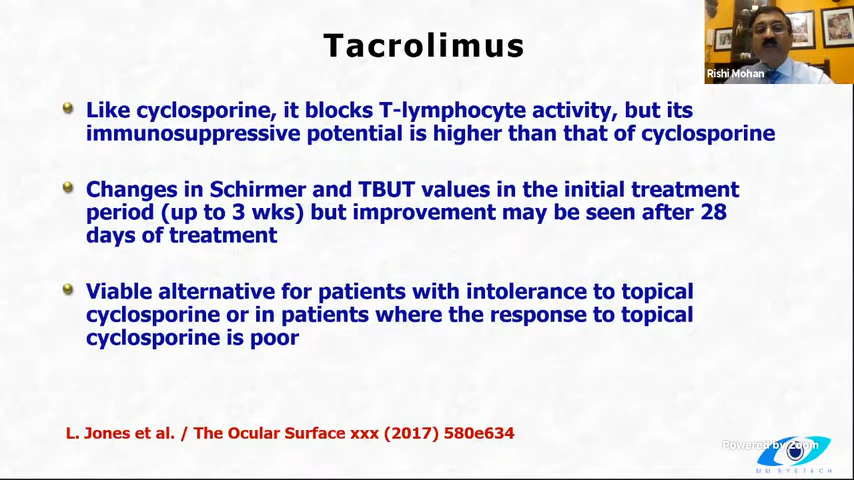 Tacrolimus
Rishi Mohan
Like cyclosporine, it blocks T-lymphocyte activity, but its
immunosuppressive potential is higher than that of cyclosporine
Changes in Schirmer and TBUT values in the initial treatment
period (up to 3 wks) but improvement may be seen after 28
days of treatment
Viable alternative for patients with intolerance to topical
cyclosporine or in patients where the response to topical
cyclosporine is poor
L. Jones et al. / The Ocular Surface xxx (2017) 580e634
Powered by Zoom
MM EYETECH